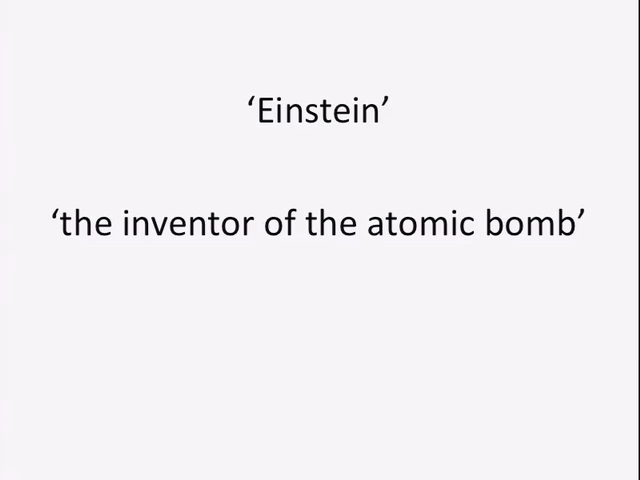 ‘Einstein’
‘the inventor of the atomic bomb’